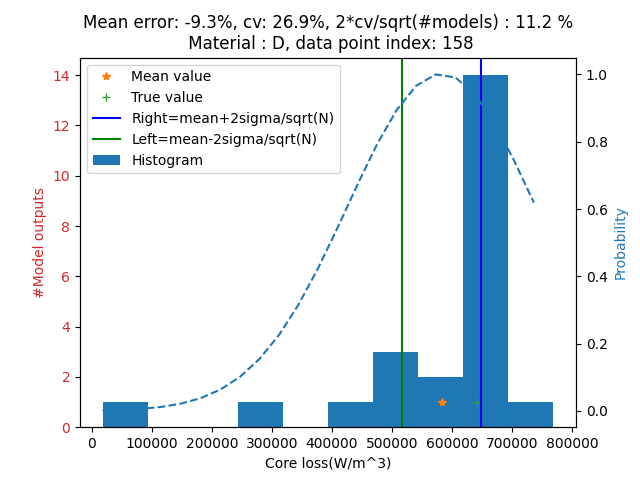 Mean error: -9.3%, cv: 26.9%, 2*cv/sqrt(#models) : 11.2 %
Material : D, data point index: 158
Mean value
True value
Right=mean+2sigma/sqrt(N)
Left=mean-2sigma/sqrt(N)
Histogram
14
12
10
8
6
4
2
0
#Model outputs
1.0
0.8
0.6
0.4
0.2
0.0
Probability
0 100000 200000 300000 400000 500000 600000 700000 800000
Core loss(W/m^3)